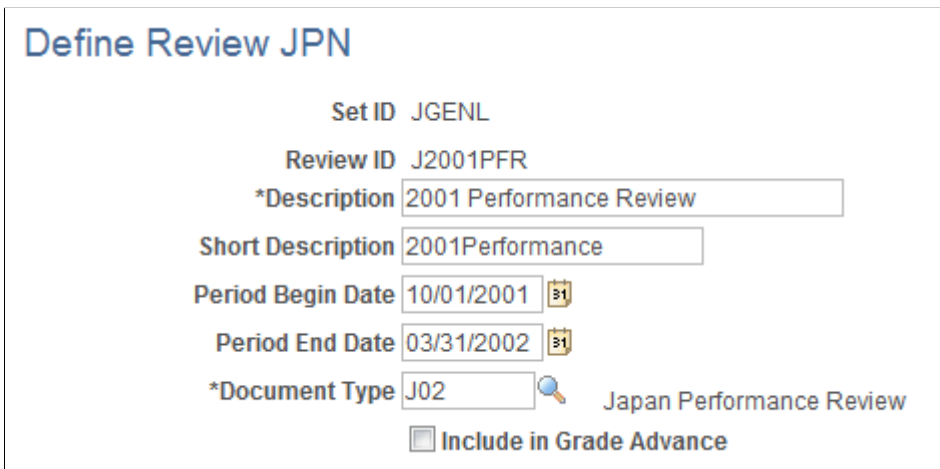 Define Review JPN
Set ID JGENL
Review ID J2001PFR
*Description 2001 Performance Review
Short Description 2001Performance
Period Begin Date 10/01/2001 31
Period End Date 03/31/2002 31
*Document Type J02 Japan Performance Review
Include in Grade Advance